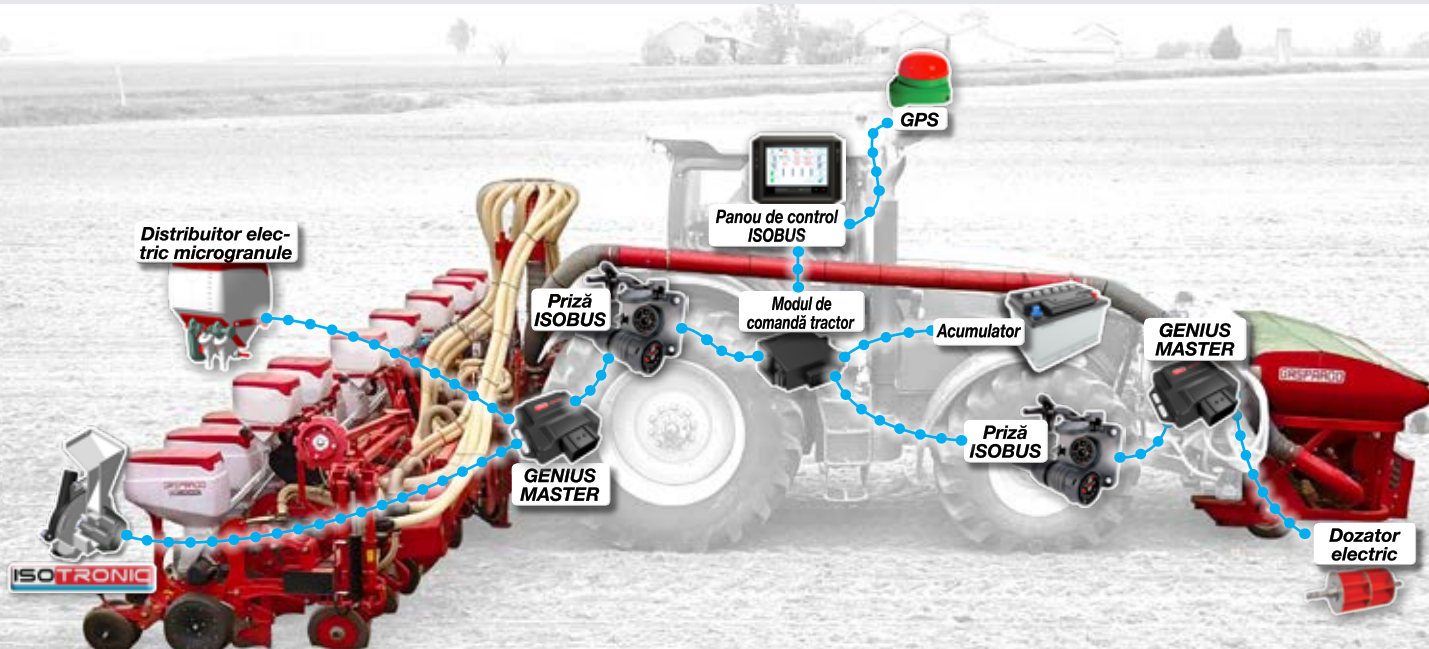 GPS
Panou de control
ISOBUS
Distribuitor elec-
tric microgranule
Priză
ISOBUS
Modul de
comandă tractor
Acumulator
GENIUS
MASTER
GASPARDO
Priză
ISOBUS
GENIUS
MASTER
GASPARDO
ISOTRONIC
Dozator
electric